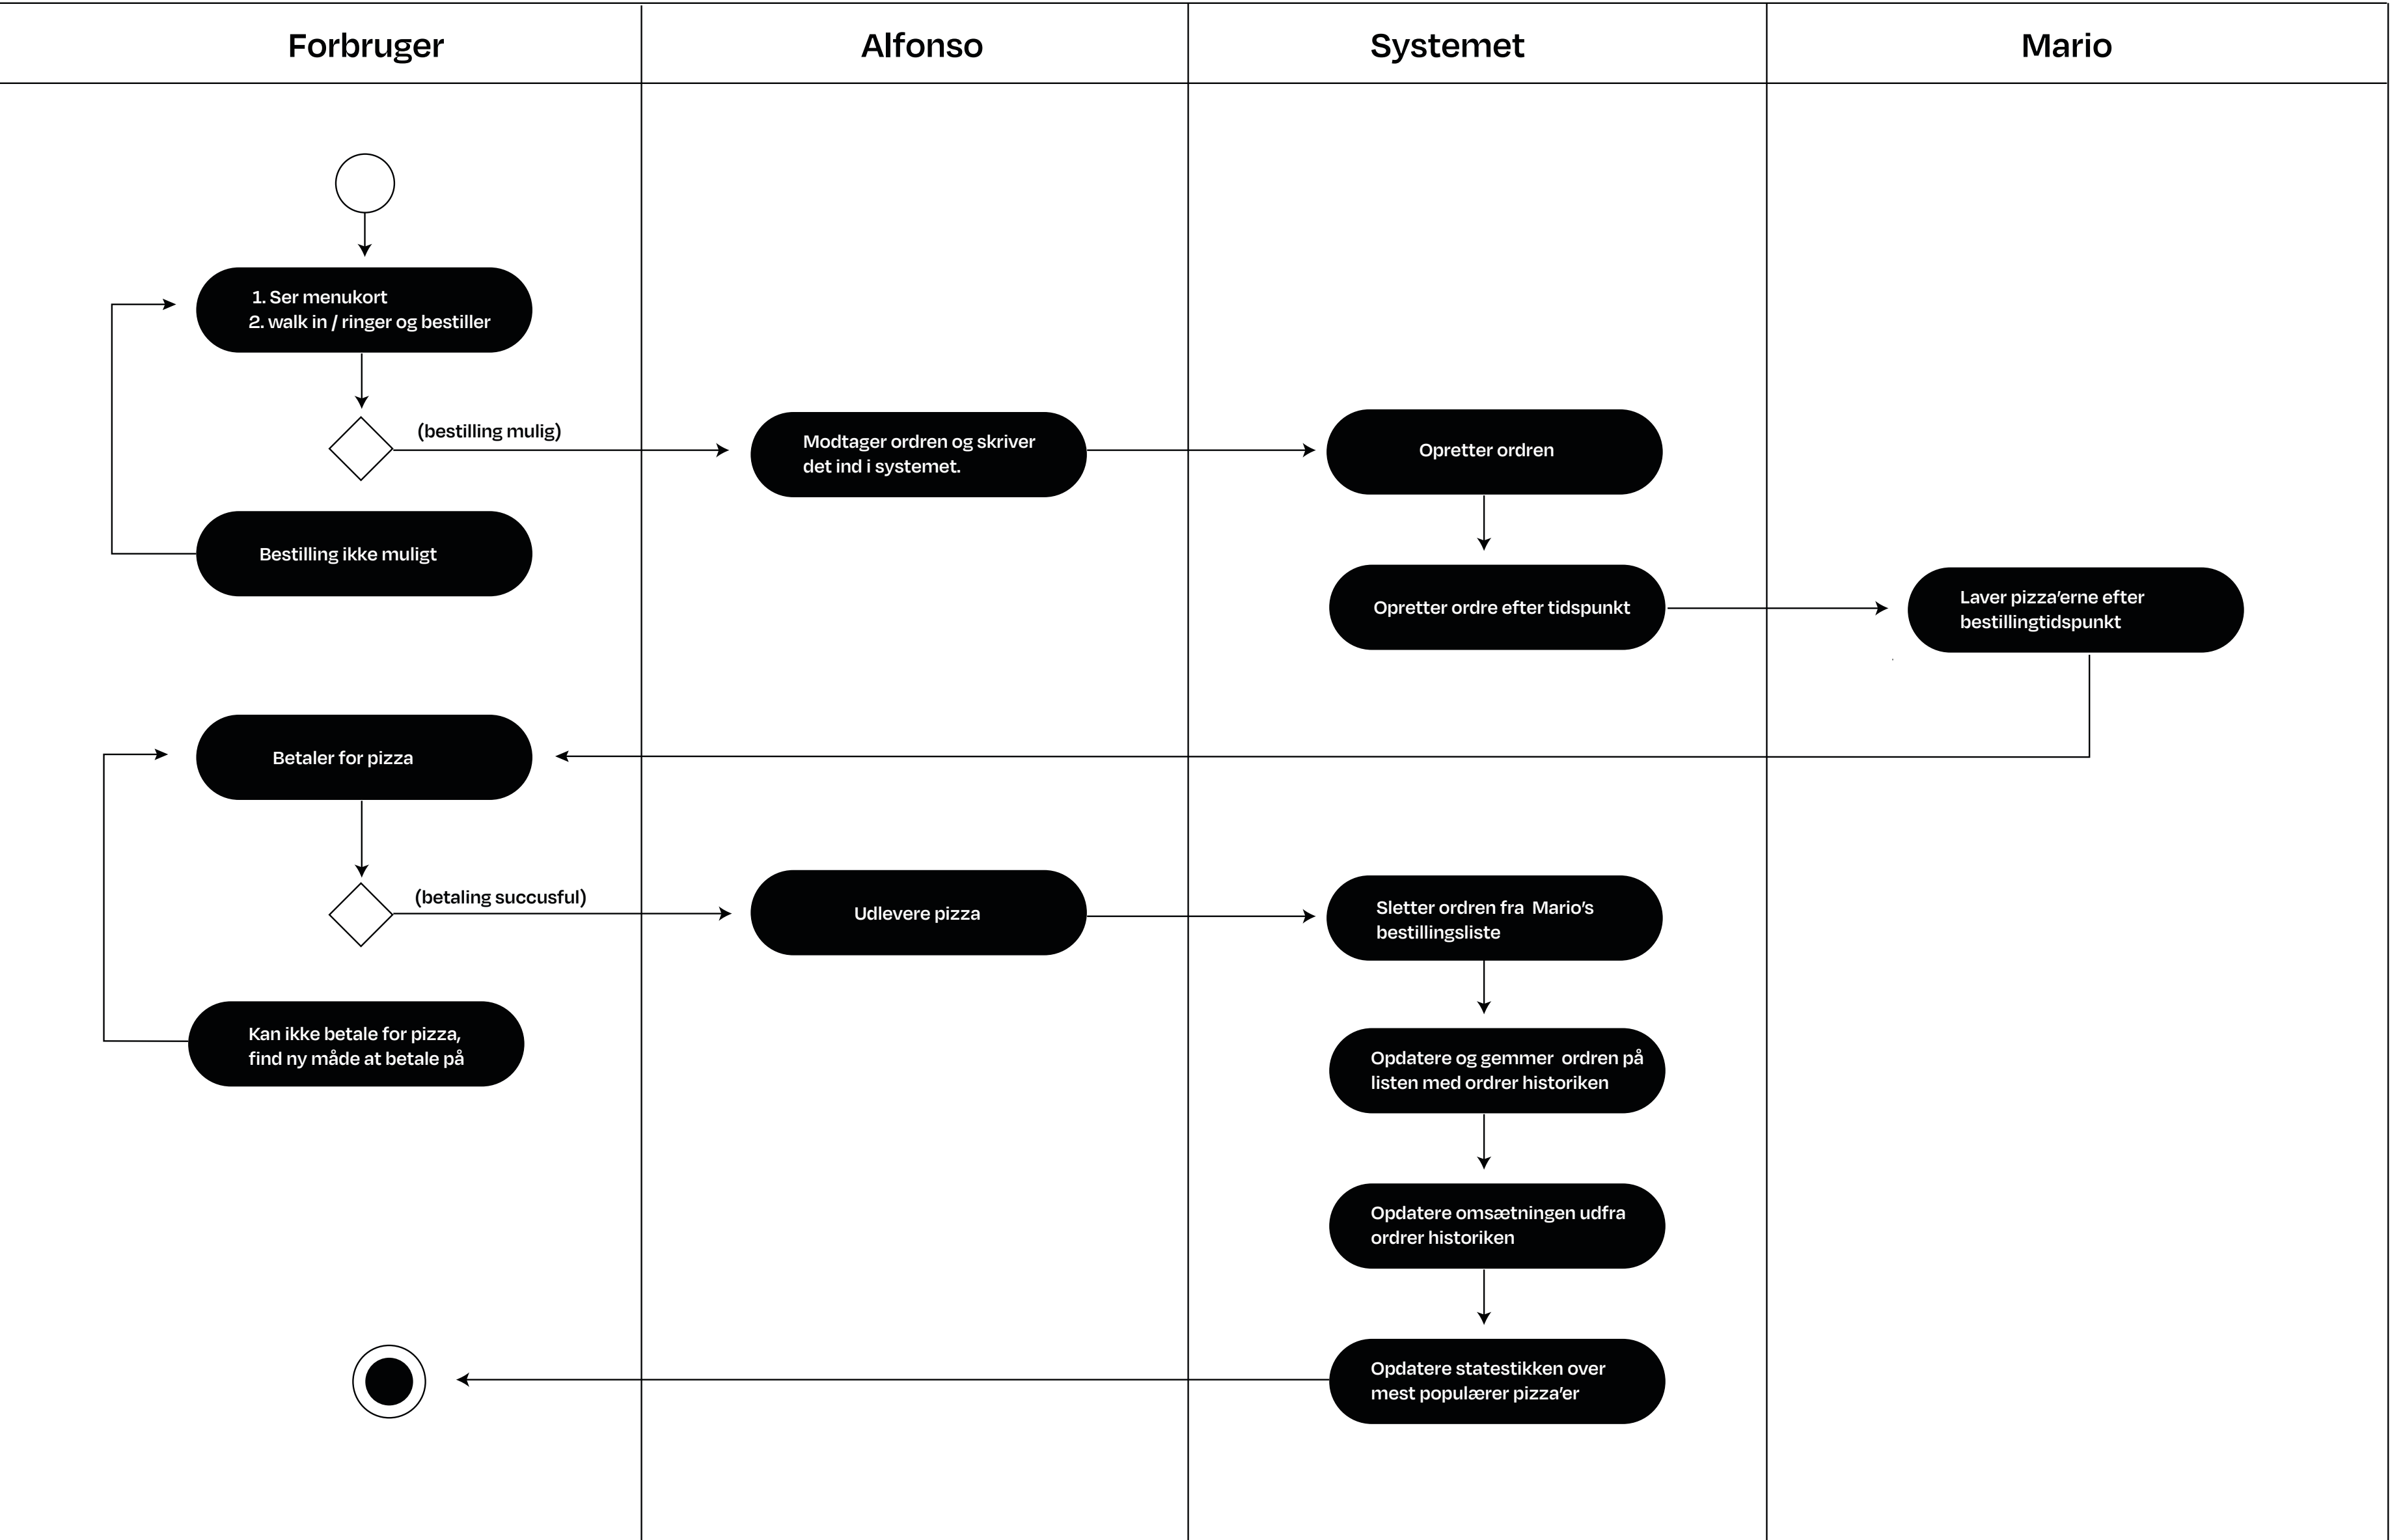 Forbruger
Alfonso
Systemet
Mario
1. Ser menukort
2. walk in / ringer og bestiller
(bestilling mulig)
Modtager ordren og skriver
det ind i systemet.
Opretter ordren
Bestilling ikke muligt
Opretter ordre efter tidspunkt
Laver pizza'erne efter
bestillingtidspunkt
Betaler for pizza
(betaling succusful)
Udlevere pizza
Sletter ordren fra  Mario's
bestillingsliste
Kan ikke betale for pizza,
find ny måde at betale på
Opdatere og gemmer  ordren på
listen med ordrer historiken
Opdatere omsætningen udfra
ordrer historiken
Opdatere statestikken over
mest populærer pizza'er